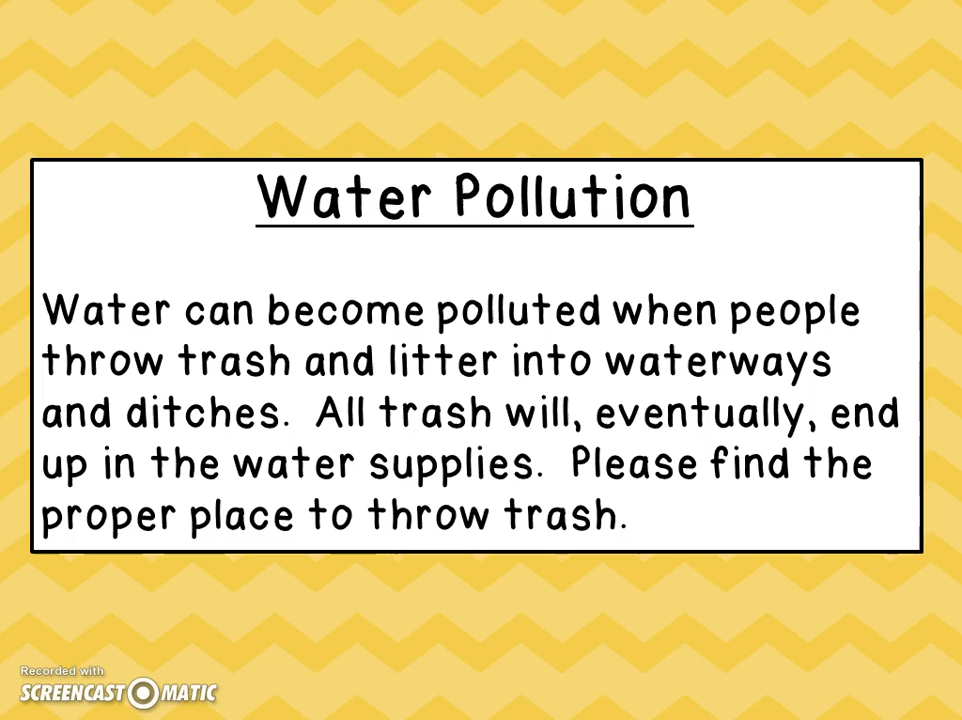 Water Pollution
Water can become polluted when people
throw trash and litter into waterways
and ditches.  All trash will, eventually, end
up in the water supplies.  Please find the
proper place to throw trash.
Recorded with
SCREENCAST MATIC